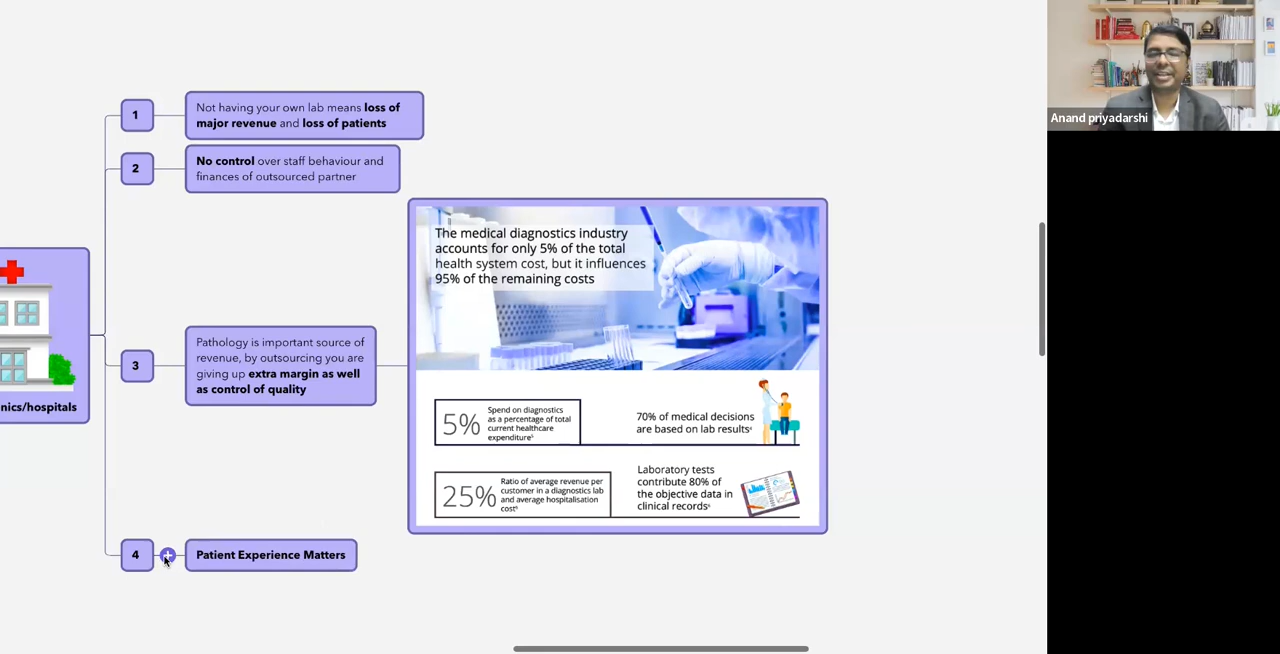 1
Not having your own lab means loss of
major revenue and loss of patients
2
No control over staff behaviour and
finances of outsourced partner
nics/hospitals
3
Pathology is important source of
revenue, by outsourcing you are
giving up extra margin as well
as control of quality
The medical diagnostics industry
accounts for only 5% of the total
health system cost, but it influences
95% of the remaining costs
5%
Spend on diagnostics
as a percentage of total
current healthcare
expenditure⁵
70% of medical decisions
are based on lab results⁴
25%
Ratio of average revenue per
customer in a diagnostics lab
and average hospitalisation
cost⁶
Laboratory tests
contribute 80% of
the objective data in
clinical records⁶
4
Patient Experience Matters
Anand priyadarshi